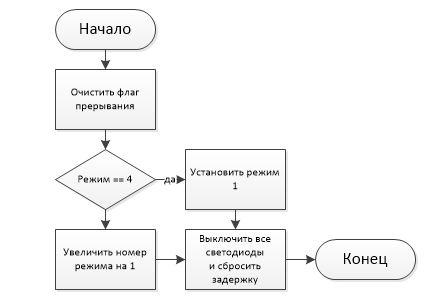 Начало
Очистить флаг
прерывания
Режим == 4
да
Установить режим
1
Увеличить номер
режима на 1
Выключить все
светодиоды
и сбросить
задержку
Конец